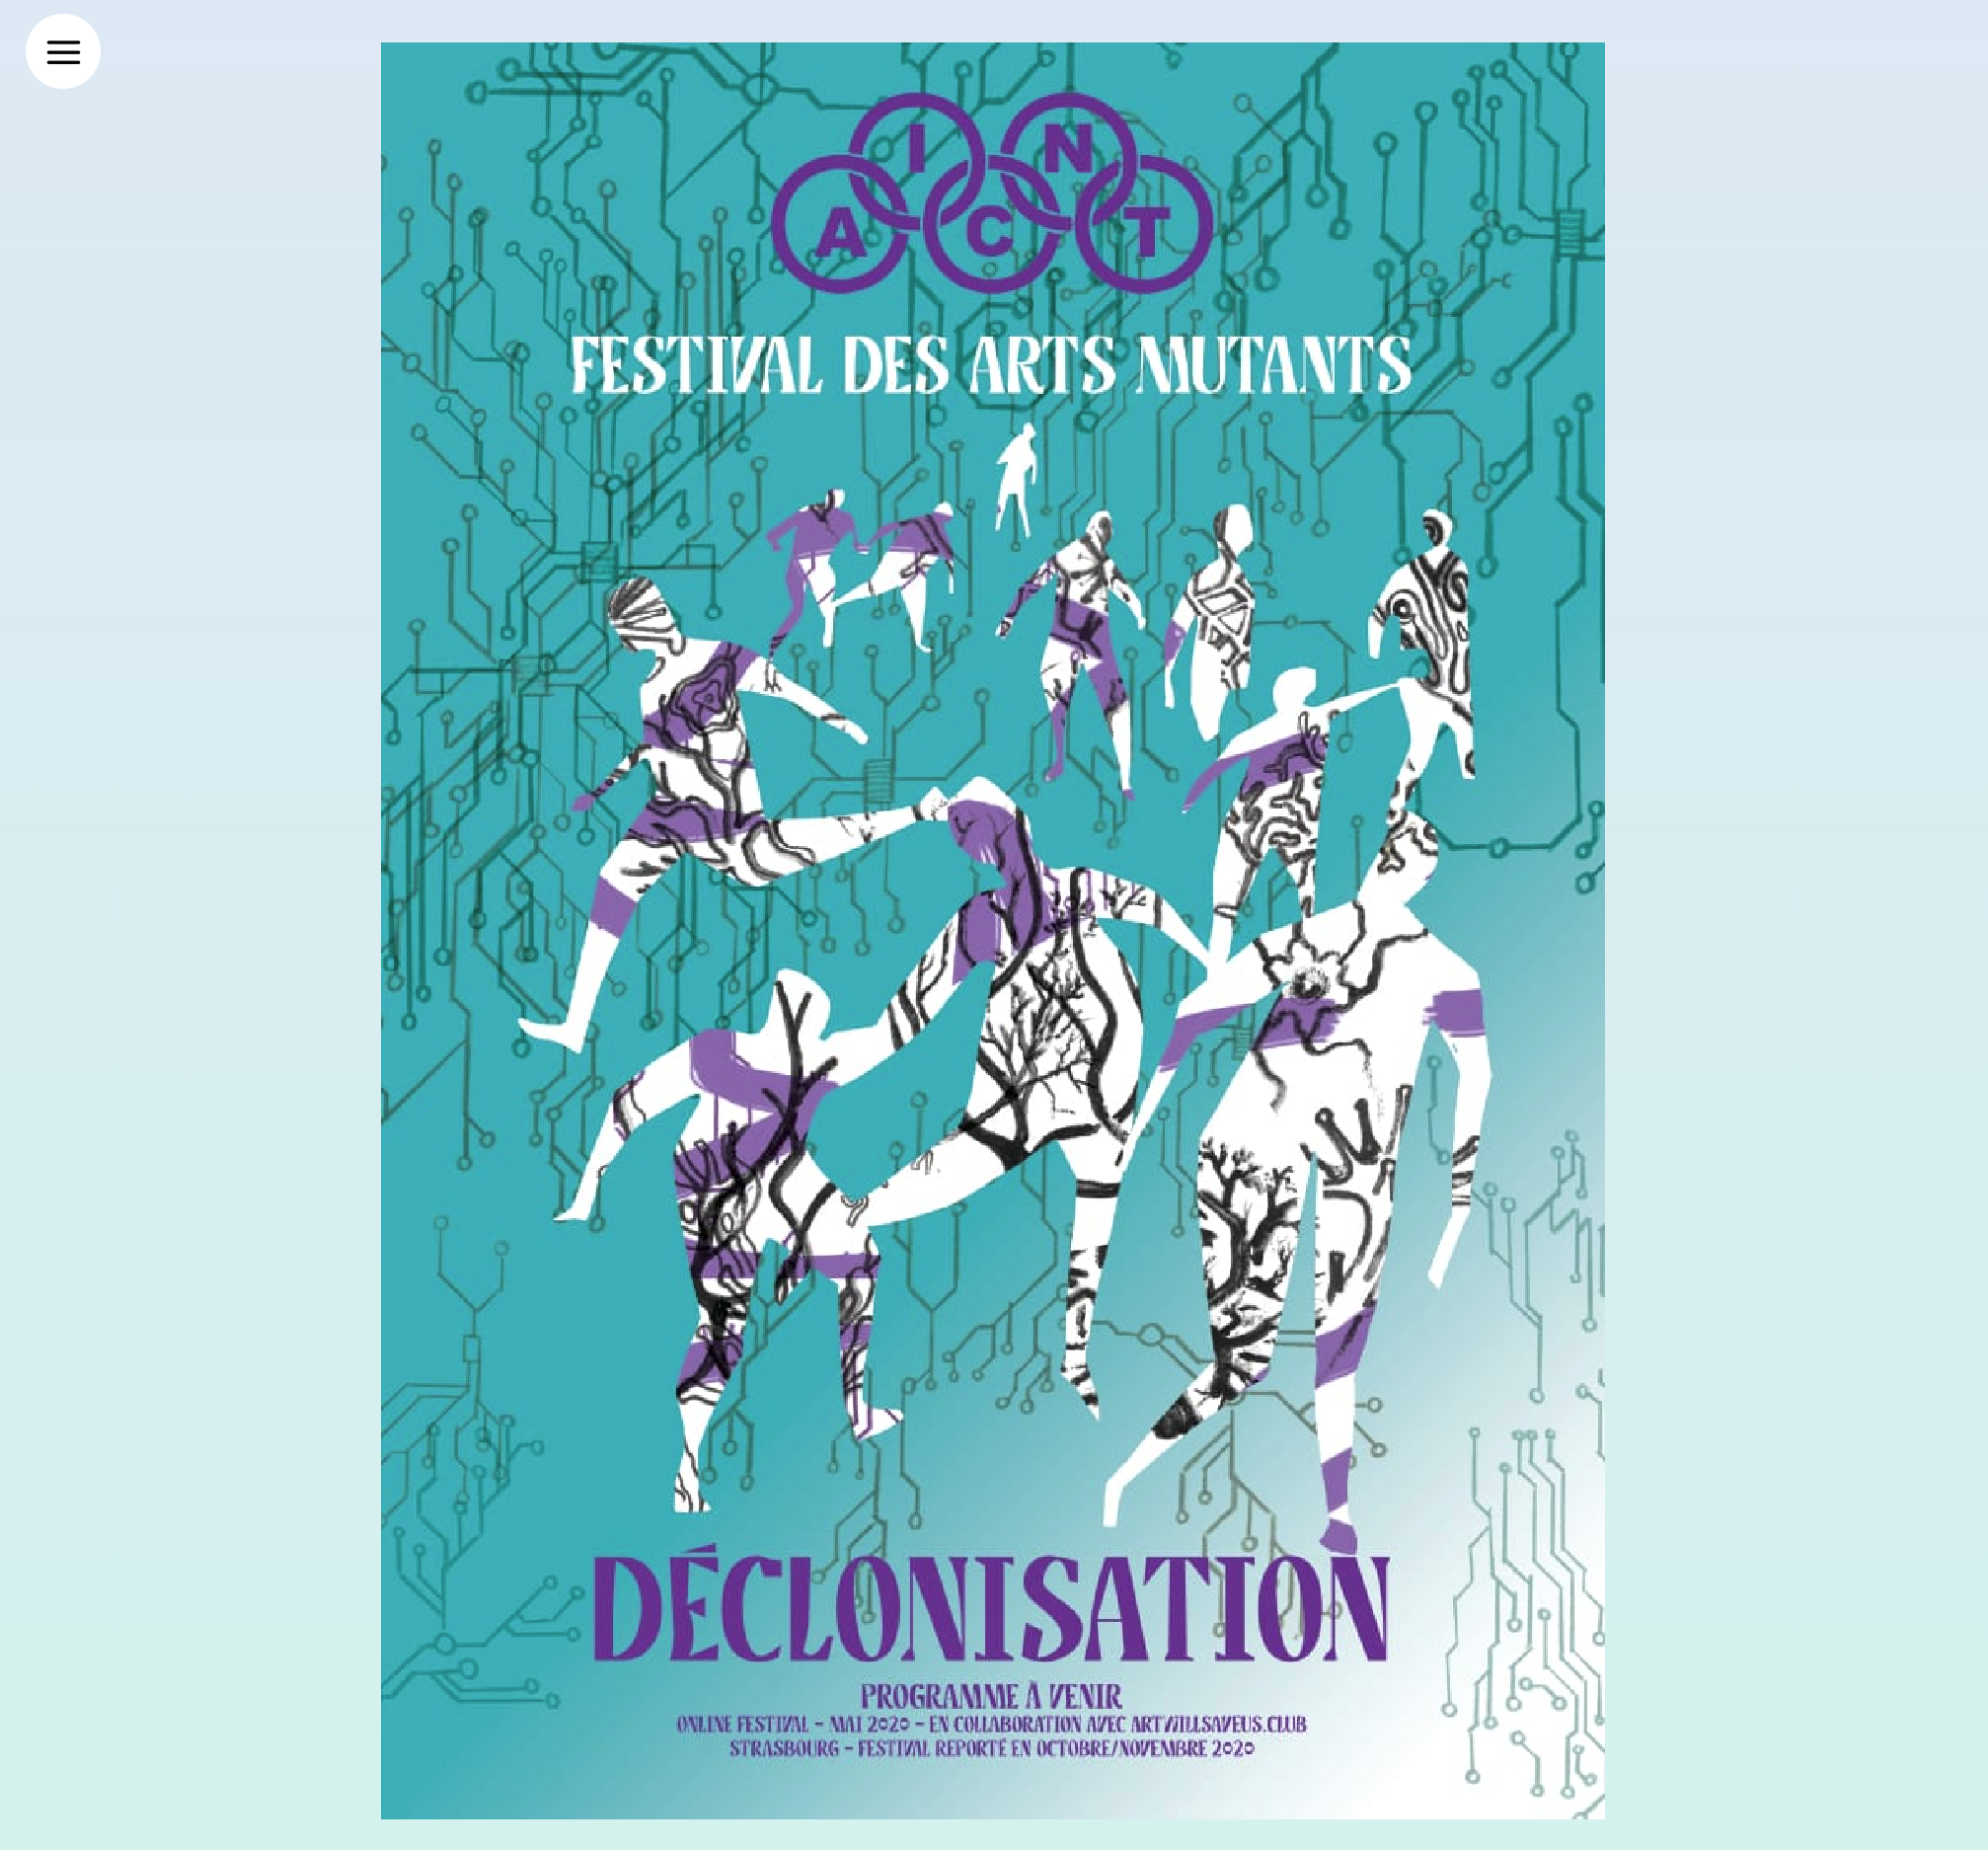 A I C N T
FESTIVAL DES ARTS MUTANTS
DÉCLONISATION
PROGRAMME À VENIR
ONLINE FESTIVAL - MAI 2020 - EN COLLABORATION AVEC ARTWILLSAVEUS.CLUB
STRASBOURG - FESTIVAL REPORTÉ EN OCTOBRE/NOVEMBRE 2020